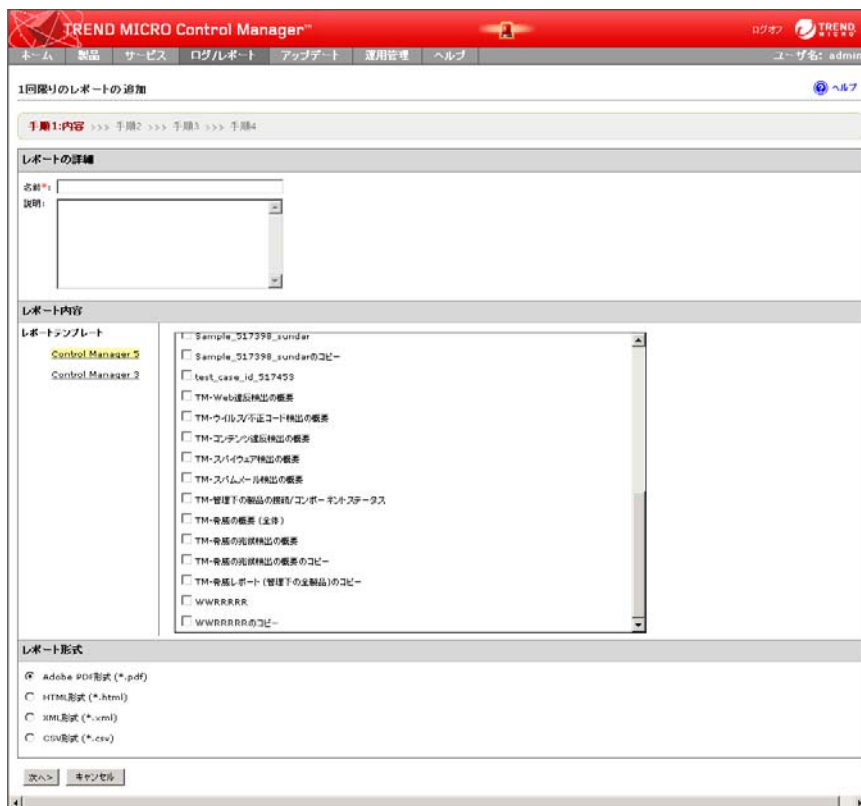 TREND MICRO Control Manager™
ログオフ TREND MICRO
ホーム 製品 サービス ログ/レポート アップデート 運用管理 ヘルプ ユーザ名: admin
1回限りのレポートの追加 ヘルプ
手順1:内容 >>> 手順2 >>> 手順3 >>> 手順4
レポートの詳細
名前*:
説明:
レポート内容
レポートテンプレート
Control Manager 5
Control Manager 3
Sample_517398_sundar
Sample_517398_sundarのコピー
test_case_id_517453
TM-Web違反検出の概要
TM-ウイルス/不正コード検出の概要
TM-コンテンツ違反検出の概要
TM-スパイウェア検出の概要
TM-スパムメール検出の概要
TM-管理下の製品の接続/コンポーネントステータス
TM-脅威の概要 (全体)
TM-脅威の兆候検出の概要
TM-脅威の兆候検出の概要のコピー
TM-脅威レポート (管理下の全製品)のコピー
WWRRRRR
WWRRRRRのコピー
レポート形式
Adobe PDF形式 (*.pdf)
HTML形式 (*.html)
XML形式 (*.xml)
CSV形式 (*.csv)
次へ> キャンセル